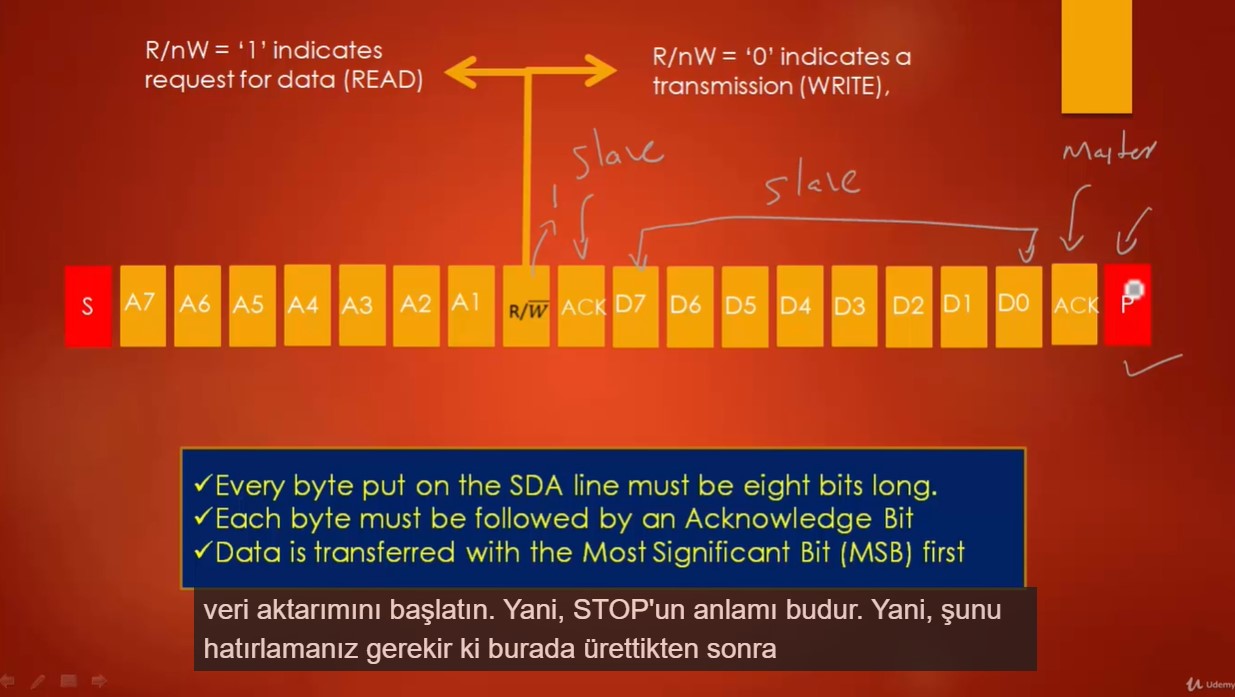 R/nW = ‘1’ indicates
request for data (READ)
R/nW = ‘0’ indicates a
transmission (WRITE),
slave
slave
Master
1
S A7 A6 A5 A4 A3 A2 A1 R/W̅ ACK D7 D6 D5 D4 D3 D2 D1 D0 ACK P
✓Every byte put on the SDA line must be eight bits long.
✓Each byte must be followed by an Acknowledge Bit
✓Data is transferred with the Most Significant Bit (MSB) first
veri aktarımını başlatın. Yani, STOP'un anlamı budur. Yani, şunu
hatırlamanız gerekir ki burada ürettikten sonra
Udemy